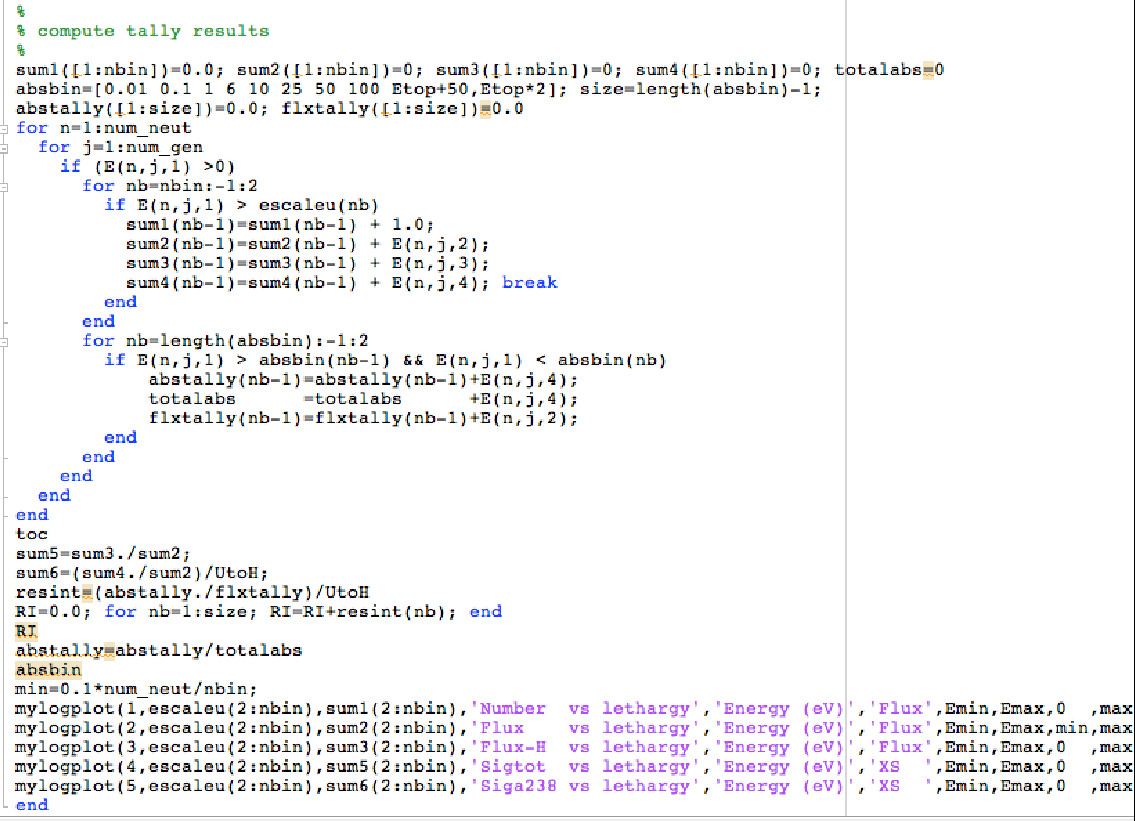 %
% compute tally results
%
sum1([1:nbin])=0.0; sum2([1:nbin])=0; sum3([1:nbin])=0; sum4([1:nbin])=0; totalabs=0
absbin=[0.01 0.1 1 6 10 25 50 100 Etop+50,Etop*2]; size=length(absbin)-1;
abstally([1:size])=0.0; flxtally([1:size])=0.0
for n=1:num_neut
  for j=1:num_gen
    if (E(n,j,1) >0)
      for nb=nbin:-1:2
        if E(n,j,1) > escaleu(nb)
          sum1(nb-1)=sum1(nb-1) + 1.0;
          sum2(nb-1)=sum2(nb-1) + E(n,j,2);
          sum3(nb-1)=sum3(nb-1) + E(n,j,3);
          sum4(nb-1)=sum4(nb-1) + E(n,j,4); break
        end
      end
      for nb=length(absbin):-1:2
        if E(n,j,1) > absbin(nb-1) && E(n,j,1) < absbin(nb)
            abstally(nb-1)=abstally(nb-1)+E(n,j,4);
            totalabs      =totalabs      +E(n,j,4);
            flxtally(nb-1)=flxtally(nb-1)+E(n,j,2);
        end
      end
    end
  end
end
toc
sum5=sum3./sum2;
sum6=(sum4./sum2)/UtoH;
resint=(abstally./flxtally)/UtoH
RI=0.0; for nb=1:size; RI=RI+resint(nb); end
RI
abstally=abstally/totalabs
absbin
min=0.1*num_neut/nbin;
mylogplot(1,escaleu(2:nbin),sum1(2:nbin),'Number  vs lethargy','Energy (eV)','Flux',Emin,Emax,0  ,max
mylogplot(2,escaleu(2:nbin),sum2(2:nbin),'Flux    vs lethargy','Energy (eV)','Flux',Emin,Emax,min,max
mylogplot(3,escaleu(2:nbin),sum3(2:nbin),'Flux-H  vs lethargy','Energy (eV)','Flux',Emin,Emax,0  ,max
mylogplot(4,escaleu(2:nbin),sum5(2:nbin),'Sigtot  vs lethargy','Energy (eV)','XS  ',Emin,Emax,0  ,max
mylogplot(5,escaleu(2:nbin),sum6(2:nbin),'Siga238 vs lethargy','Energy (eV)','XS  ',Emin,Emax,0  ,max
end